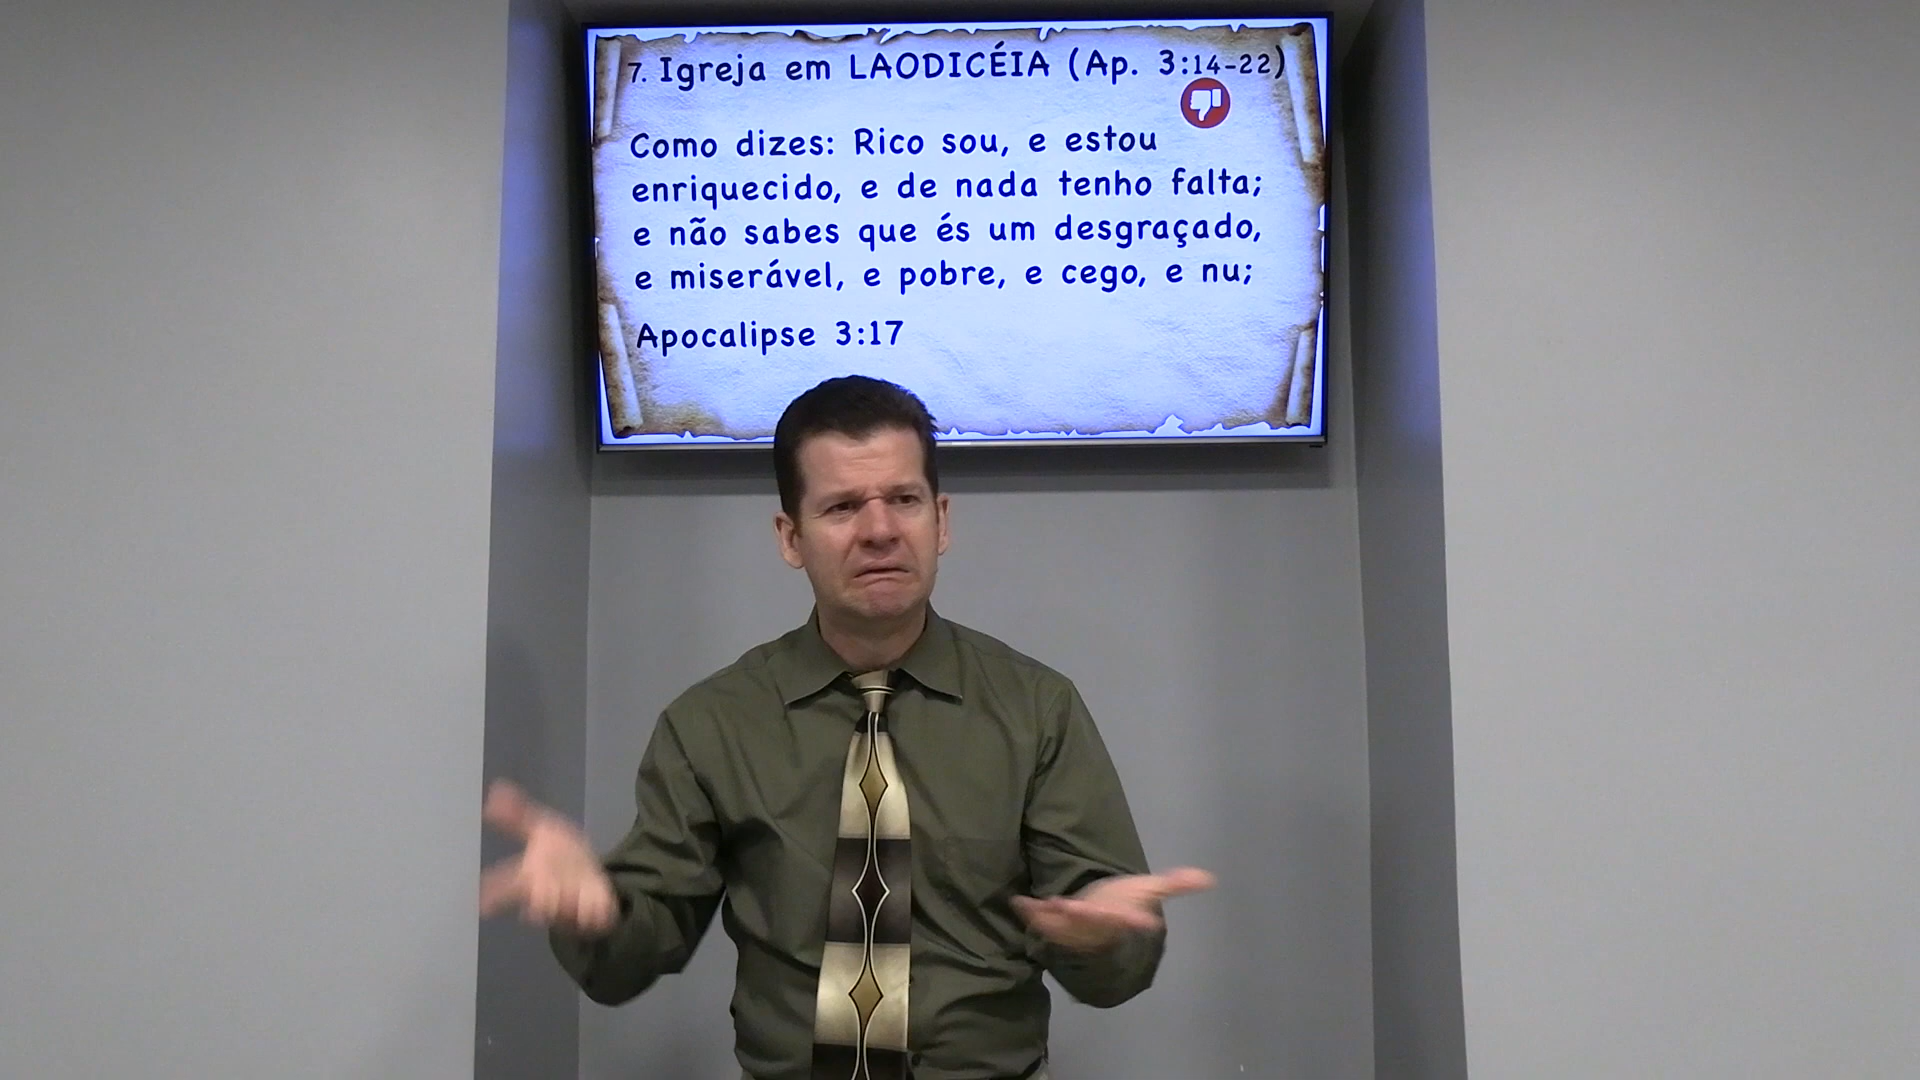 7. Igreja em LAODICÉIA (Ap. 3:14-22)
Como dizes: Rico sou, e estou
enriquecido, e de nada tenho falta;
e não sabes que és um desgraçado,
e miserável, e pobre, e cego, e nu;
Apocalipse 3:17